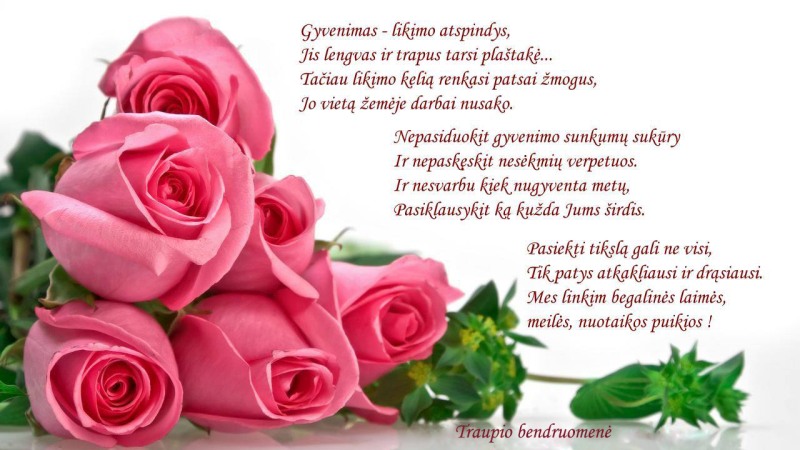 Gyvenimas - likimo atspindys,
Jis lengvas ir trapus tarsi plaštakė...
Tačiau likimo kelią renkasi patsai žmogus,
Jo vietą žemėje darbai nusako.
Nepasiduokit gyvenimo sunkumų sukūry
Ir nepaskęskit nesėkmių verpetuos.
Ir nesvarbu kiek nugyventa metų,
Pasiklausykit ką kužda Jums širdis.
Pasiekti tikslą gali ne visi,
Tik patys atkakliausi ir drąsiausi.
Mes linkim begalinės laimės,
meilės, nuotaikos puikios !
Traupio bendruomenė